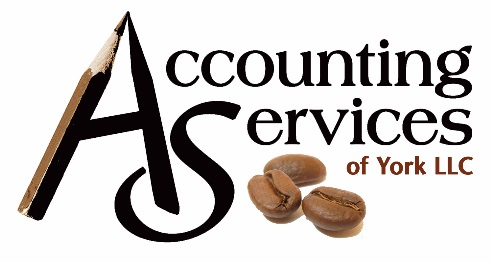 Accounting
Services
of York LLC